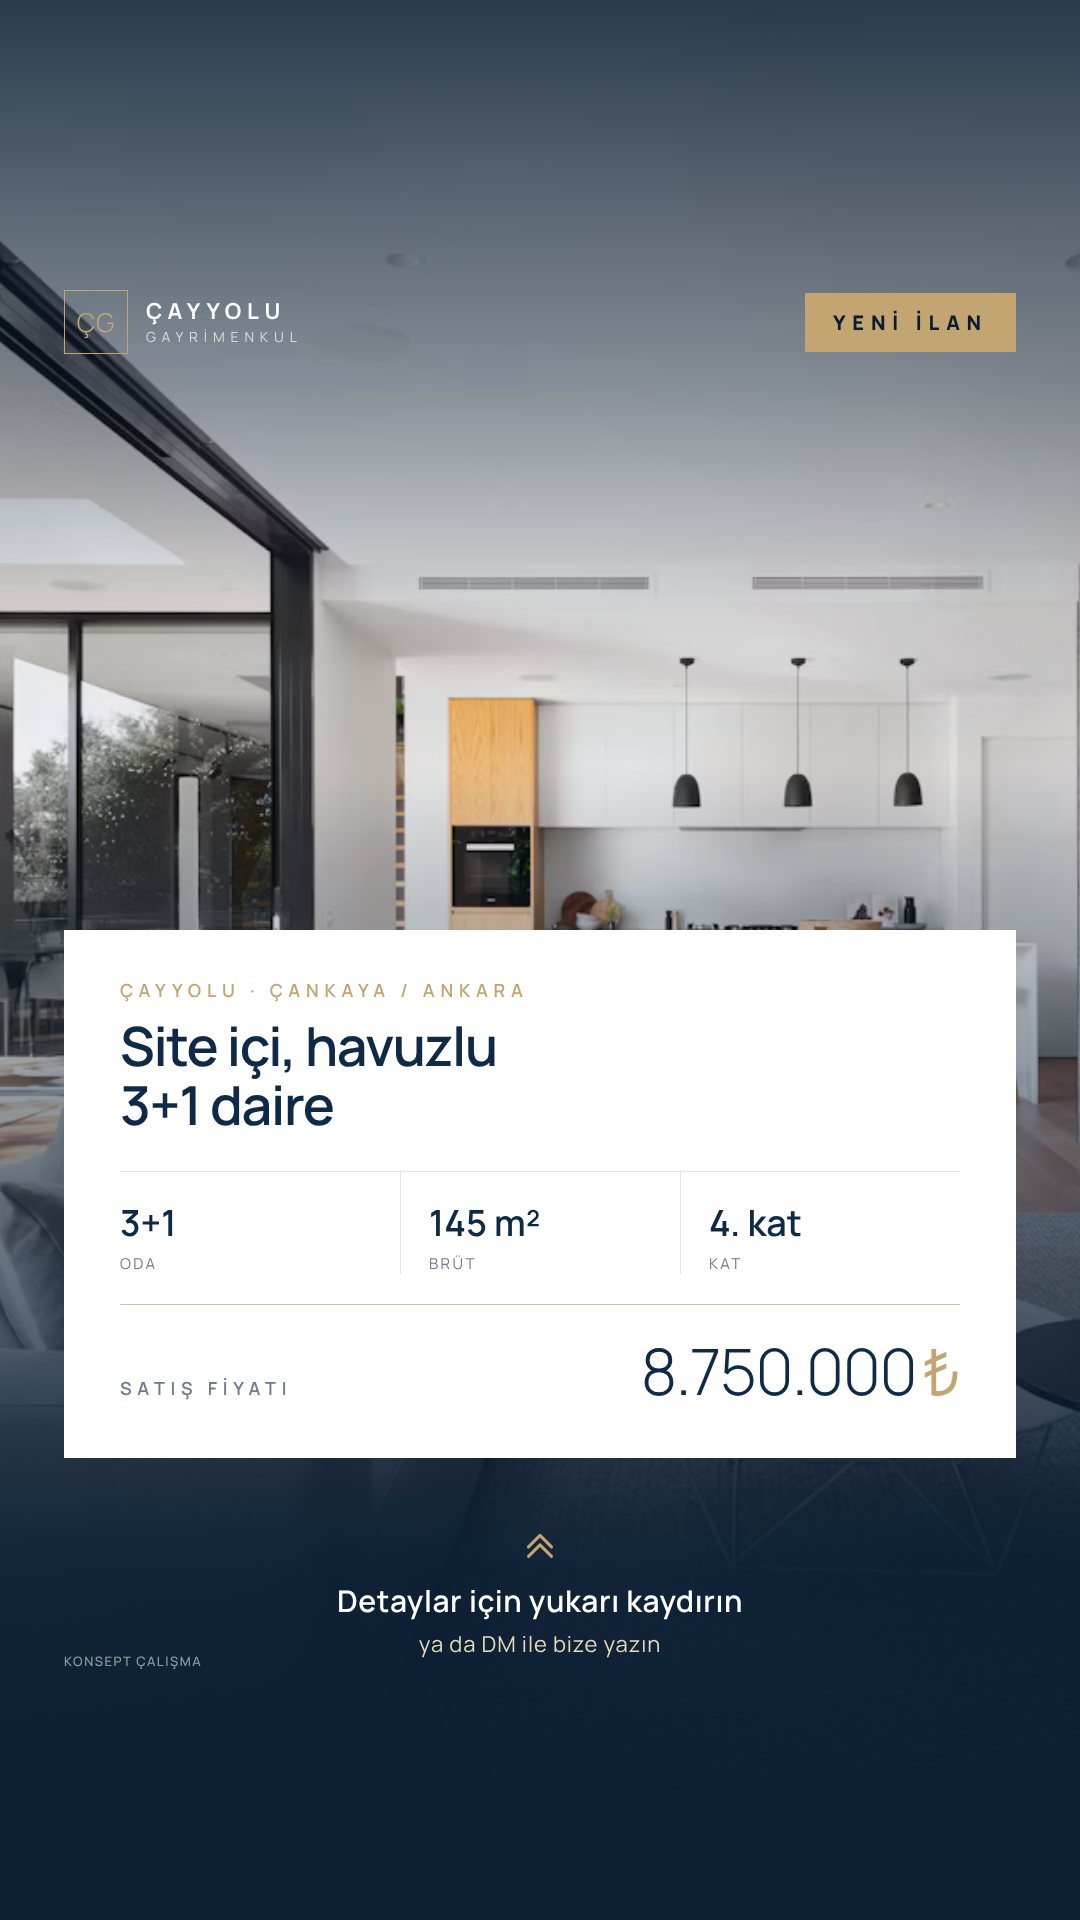 ÇG
ÇAYYOLU
GAYRİMENKUL
YENİ İLAN
ÇAYYOLU · ÇANKAYA / ANKARA
Site içi, havuzlu
3+1 daire
3+1
145 m²
4. kat
ODA
BRÜT
KAT
SATIŞ FİYATI
8.750.000₺
Detaylar için yukarı kaydırın
ya da DM ile bize yazın
KONSEPT ÇALIŞMA